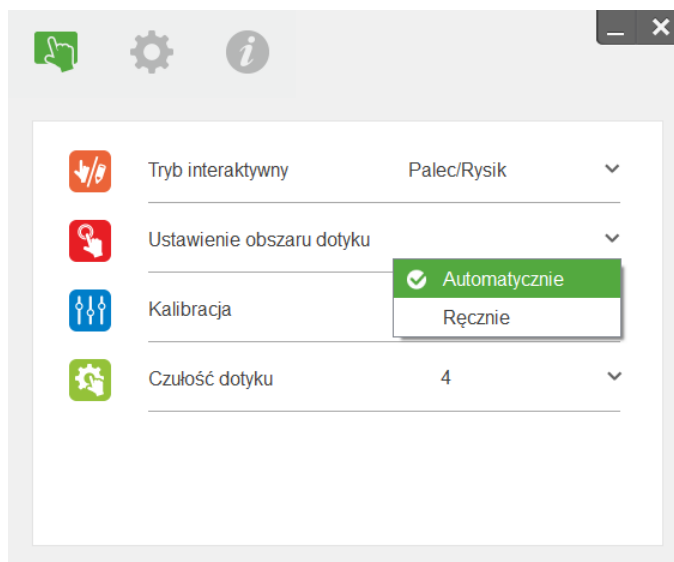 Tryb interaktywny Palec/Rysik
Ustawienie obszaru dotyku
Automatycznie
Kalibracja
Ręcznie
Czułość dotyku 4